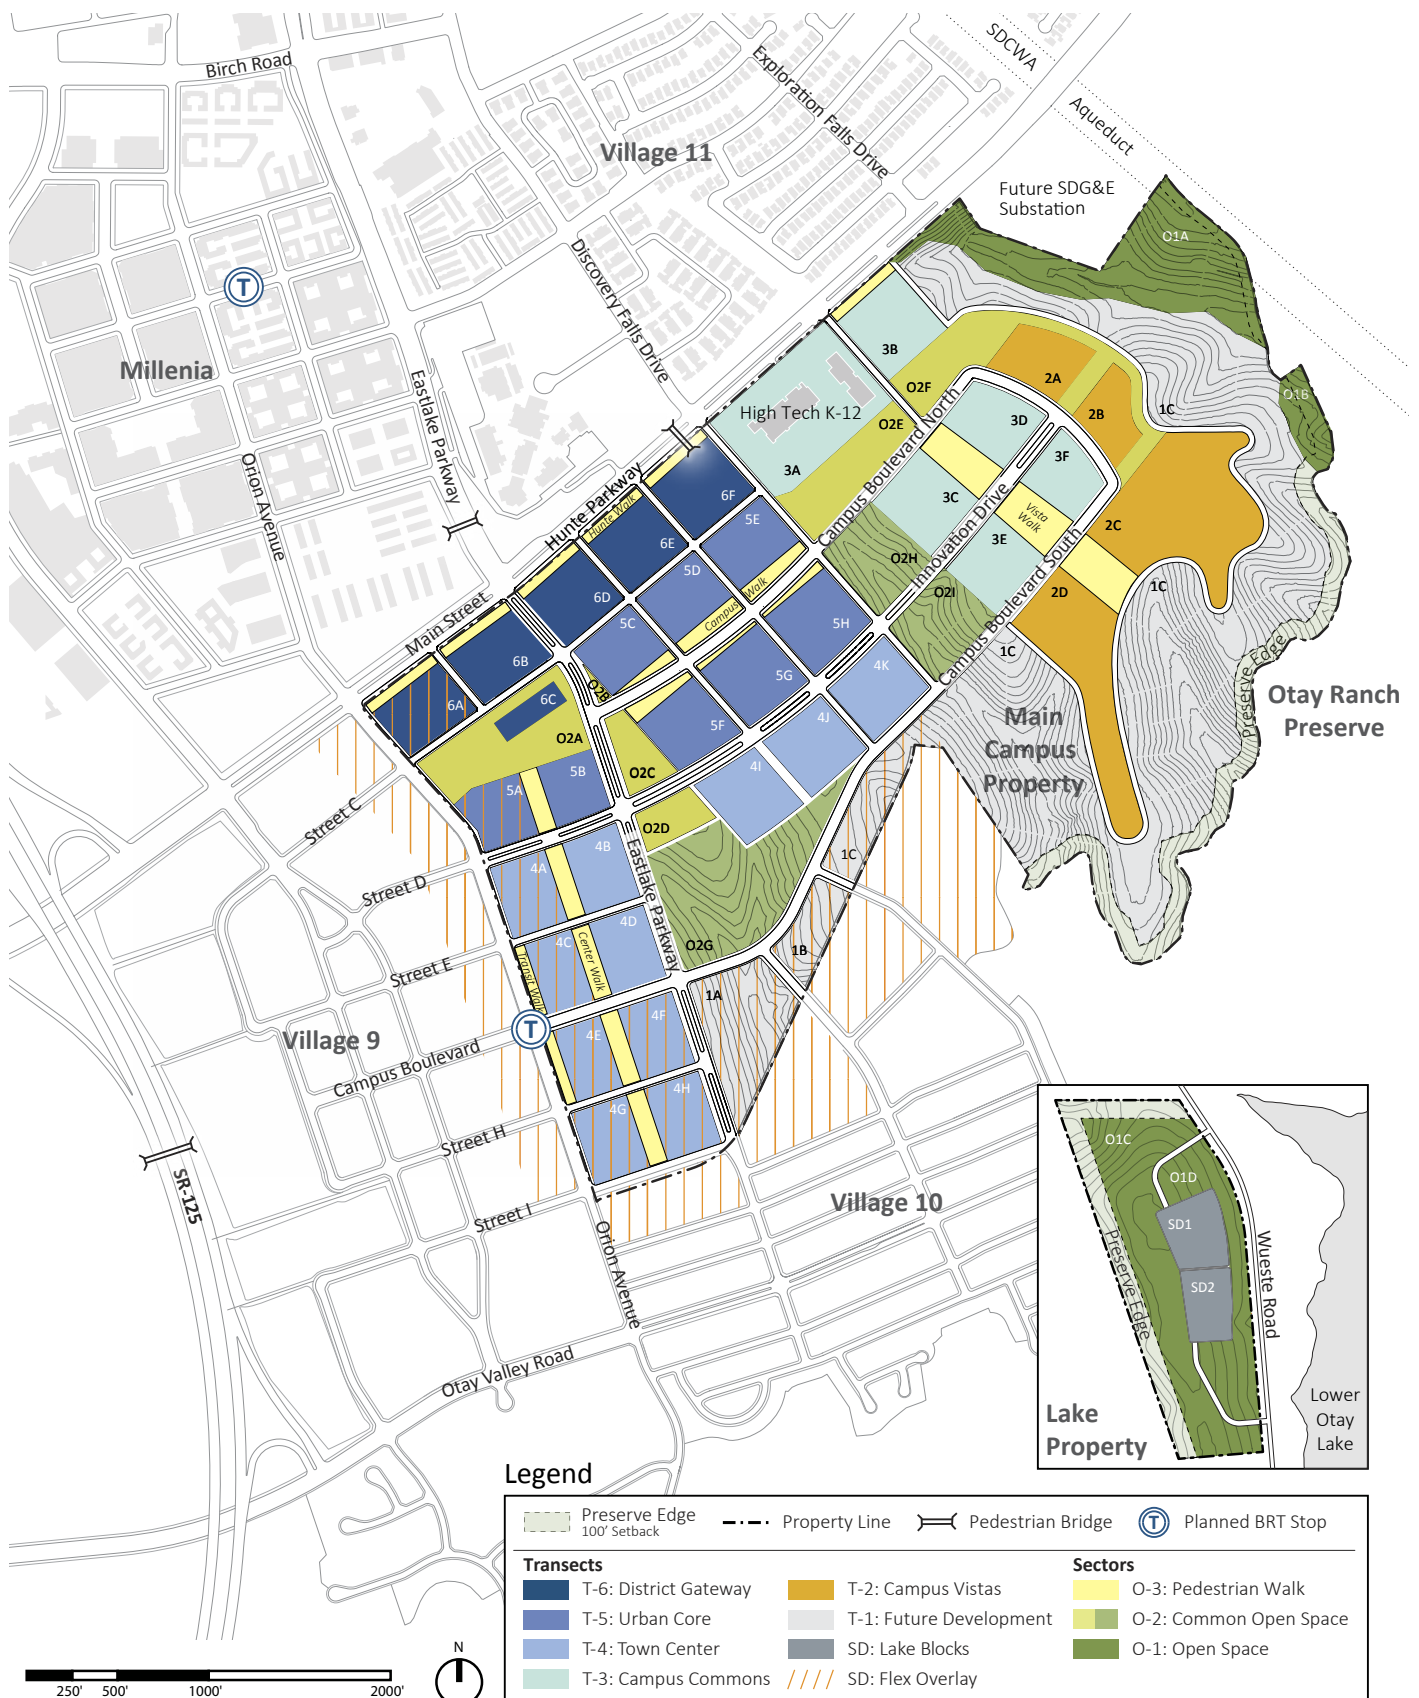 Birch Road
SDCWA
Aqueduct
Exploration Falls Drive
Village 11
Future SDG&E
Substation
O1A
Discovery Falls Drive
T
Millenia
Eastlake Parkway
Orion Avenue
3B
2A
O2F
High Tech K-12
O2E
2B
1C
O1B
3D
3F
3A
Campus Boulevard North
3C
Vista
Walk
2C
Hunte Parkway
Hunte Walk
6F
5E
6E
5D
O2H
Innovation Drive
3E
O2I
2D
1C
Main Street
6D
5C
Campus Walk
5H
Campus Boulevard South
1C
6B
O2B
5G
4K
Preserve Edge
Otay Ranch
Preserve
6A
6C
O2A
5F
4J
Main
Campus
Property
5B
O2C
4I
5A
Street C
O2D
4B
4A
Eastlake Parkway
1C
Street D
4D
4C
Center Walk
O2G
1B
Street E
Transit Walk
1A
T
4F
4E
Village 9
Campus Boulevard
4H
4G
Street H
SR-125
Street I
Orion Avenue
Village 10
Otay Valley Road
O1C
O1D
SD1
SD2
Preserve Edge
Wueste Road
Lake
Property
Lower
Otay
Lake
Legend
Preserve Edge
100' Setback
Property Line
Pedestrian Bridge
T
Planned BRT Stop
Transects
Sectors
T-6: District Gateway
T-2: Campus Vistas
O-3: Pedestrian Walk
T-5: Urban Core
T-1: Future Development
O-2: Common Open Space
T-4: Town Center
SD: Lake Blocks
O-1: Open Space
T-3: Campus Commons
SD: Flex Overlay
N
250' 500' 1000' 2000'